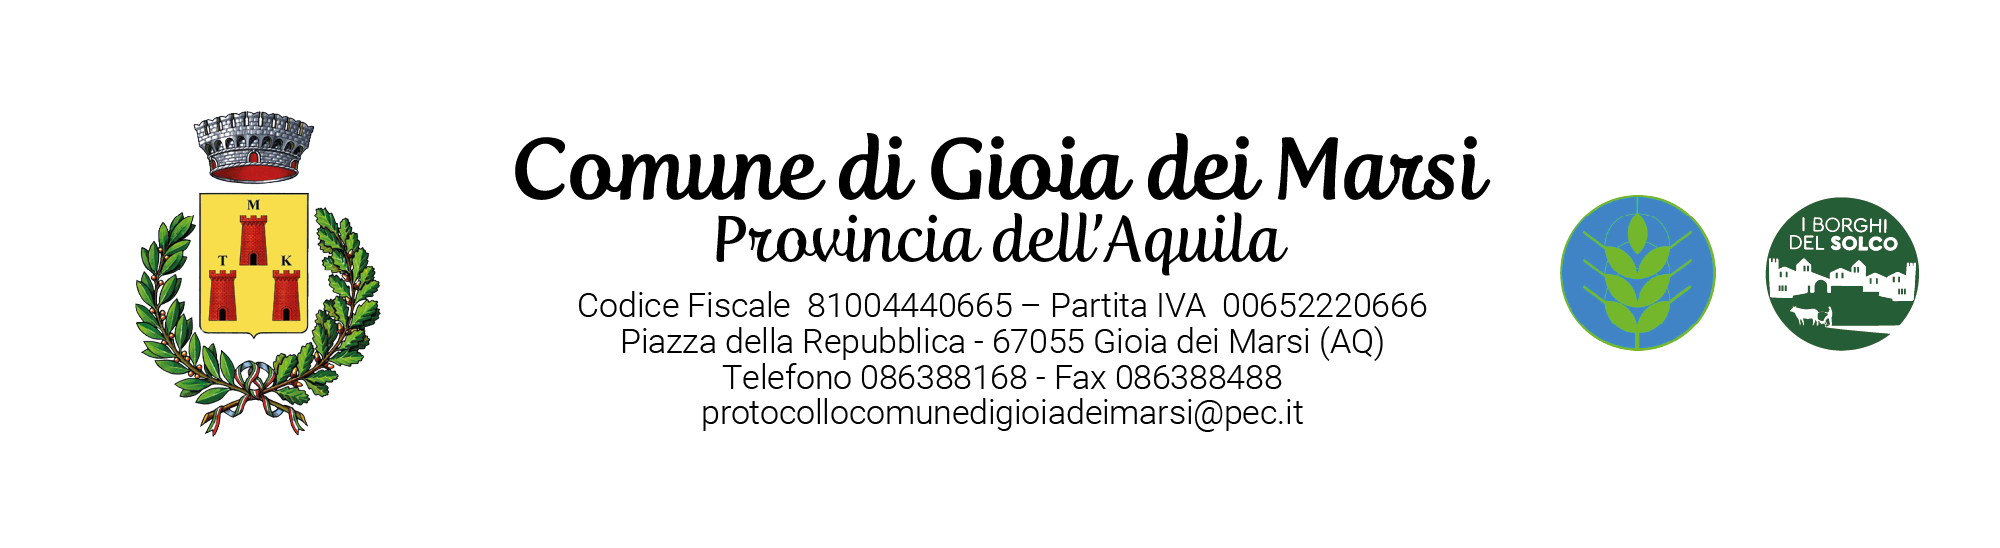 M
T K
Comune di Gioia dei Marsi
Provincia dell'Aquila
Codice Fiscale 81004440665 – Partita IVA 00652220666
Piazza della Repubblica - 67055 Gioia dei Marsi (AQ)
Telefono 086388168 - Fax 086388488
protocollocomunedigioiadeimarsi@pec.it
I BORGHI
DEL SOLCO